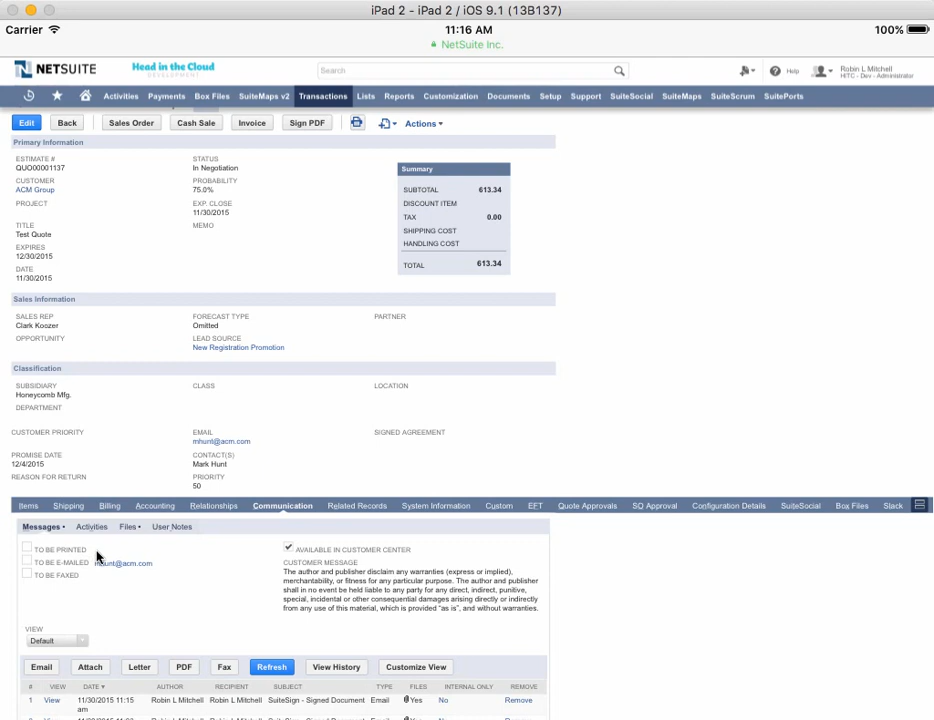 iPad 2 - iPad 2 / iOS 9.1 (13B137)
Carrier 11:16 AM 100%
NetSuite Inc.
NETSUITE Head in the Cloud DEVELOPMENT Search Help Robin L Mitchell
HITC - Dev - Administrator
Activities Payments Box Files SuiteMaps v2 Transactions Lists Reports Customization Documents Setup Support SuiteSocial SuiteMaps SuiteScrum SuitePorts
Edit Back Sales Order Cash Sale Invoice Sign PDF Actions
Primary Information
ESTIMATE #
QUO00001137
CUSTOMER
ACM Group
PROJECT
TITLE
Test Quote
EXPIRES
12/30/2015
DATE
11/30/2015
STATUS
In Negotiation
PROBABILITY
75.0%
EXP. CLOSE
11/30/2015
MEMO
Summary
SUBTOTAL 613.34
DISCOUNT ITEM
TAX 0.00
SHIPPING COST
HANDLING COST
TOTAL 613.34
Sales Information
SALES REP
Clark Koozer
OPPORTUNITY
FORECAST TYPE
Omitted
LEAD SOURCE
New Registration Promotion
PARTNER
Classification
SUBSIDIARY
Honeycomb Mfg.
DEPARTMENT
CLASS
LOCATION
CUSTOMER PRIORITY
PROMISE DATE
12/4/2015
REASON FOR RETURN
EMAIL
mhunt@acm.com
CONTACT(S)
Mark Hunt
PRIORITY
50
SIGNED AGREEMENT
Items Shipping Billing Accounting Relationships Communication Related Records System Information Custom EFT Quote Approvals SO Approval Configuration Details SuiteSocial Box Files Stack
Messages • Activities Files • User Notes
TO BE PRINTED
TO BE E-MAILED mhunt@acm.com
TO BE FAXED
AVAILABLE IN CUSTOMER CENTER
CUSTOMER MESSAGE
The author and publisher disclaim any warranties (express or implied),
merchantability, or fitness for any particular purpose. The author and publisher
shall in no event be held liable to any party for any direct, indirect, punitive,
special, incidental or other consequential damages arising directly or indirectly
from any use of this material, which is provided "as is", and without warranties.
VIEW
Default
Email Attach Letter PDF Fax Refresh View History Customize View
# VIEW DATE AUTHOR RECIPIENT SUBJECT TYPE FILES INTERNAL ONLY REMOVE
1 View 11/30/2015 11:15 am Robin L Mitchell Robin L Mitchell SuiteSign - Signed Document Email Yes No Remove